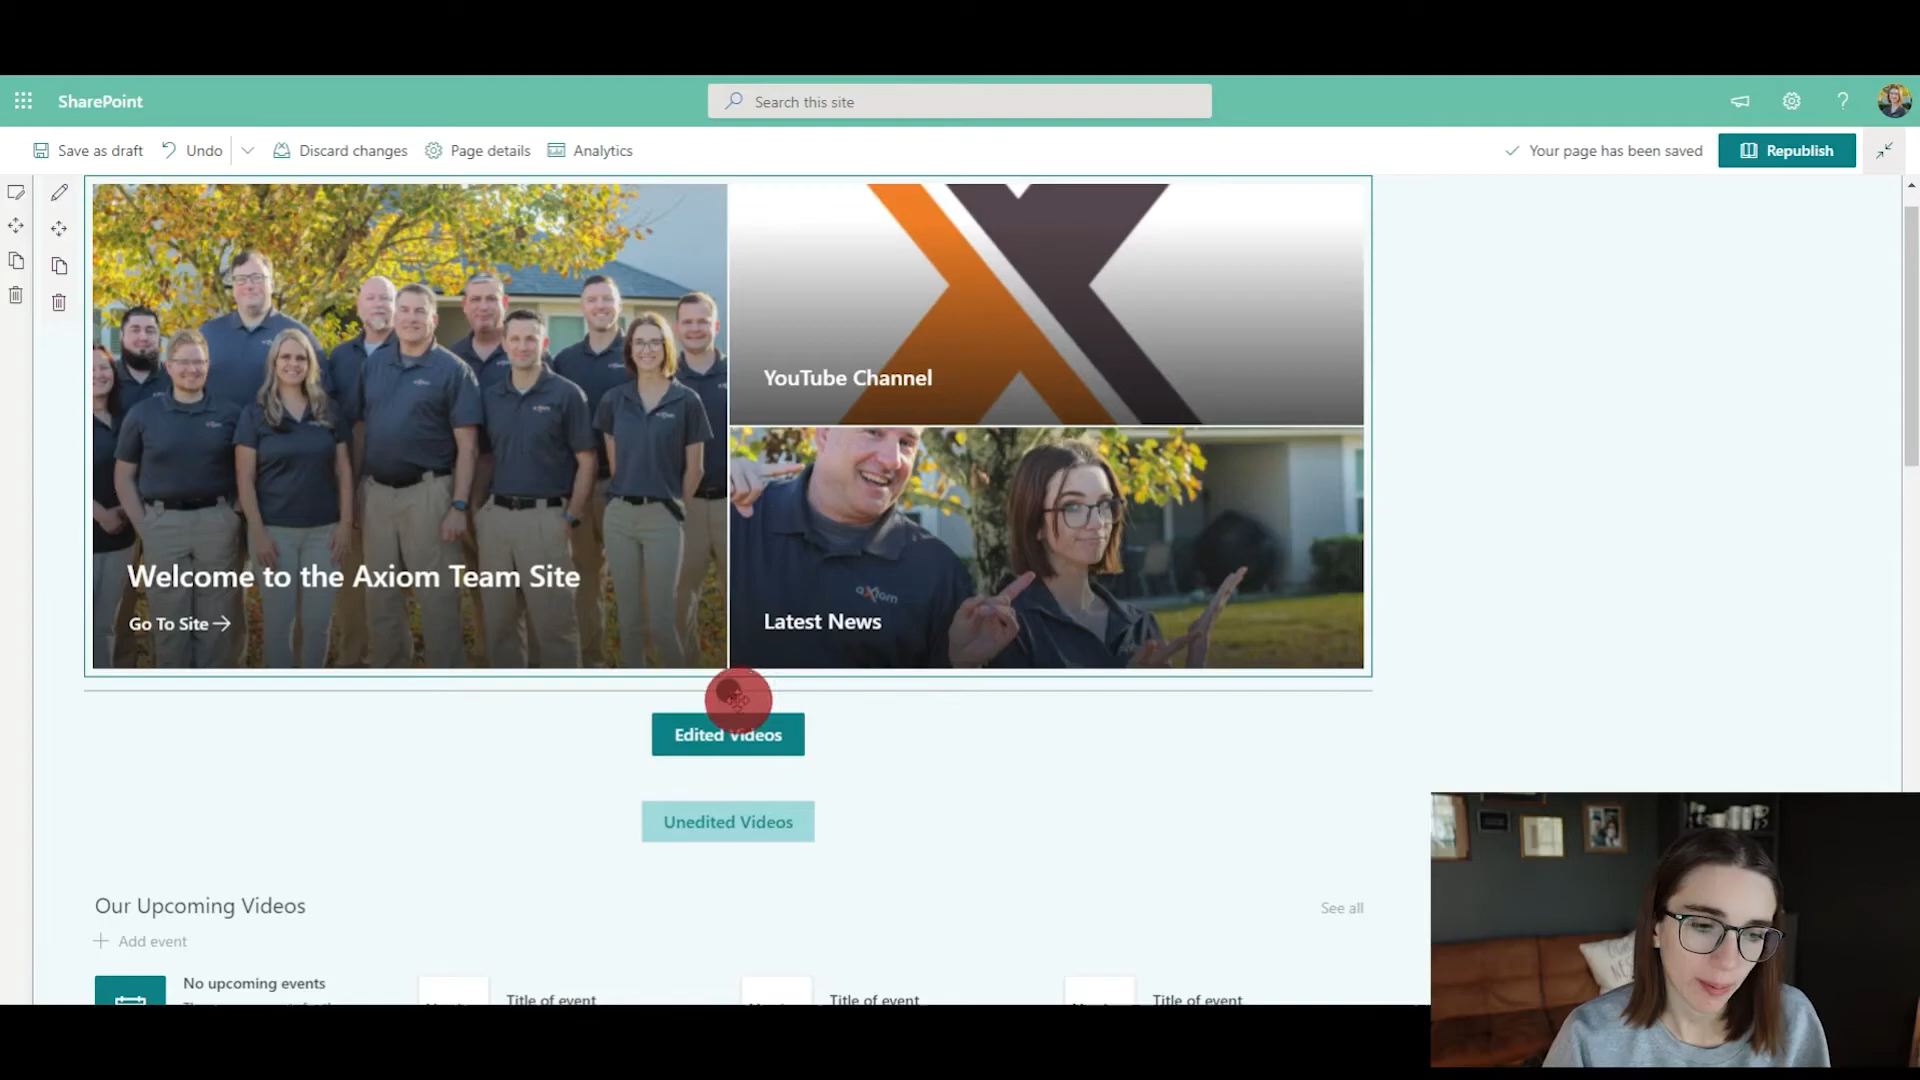 SharePoint
Search this site
?
Save as draft
Undo
Discard changes
Page details
Analytics
Your page has been saved
Republish
YouTube Channel
Welcome to the Axiom Team Site
Go To Site
axiom
Latest News
Edited Videos
Unedited Videos
Our Upcoming Videos
See all
Add event
No upcoming events
Title of event
Title of event
Title of event